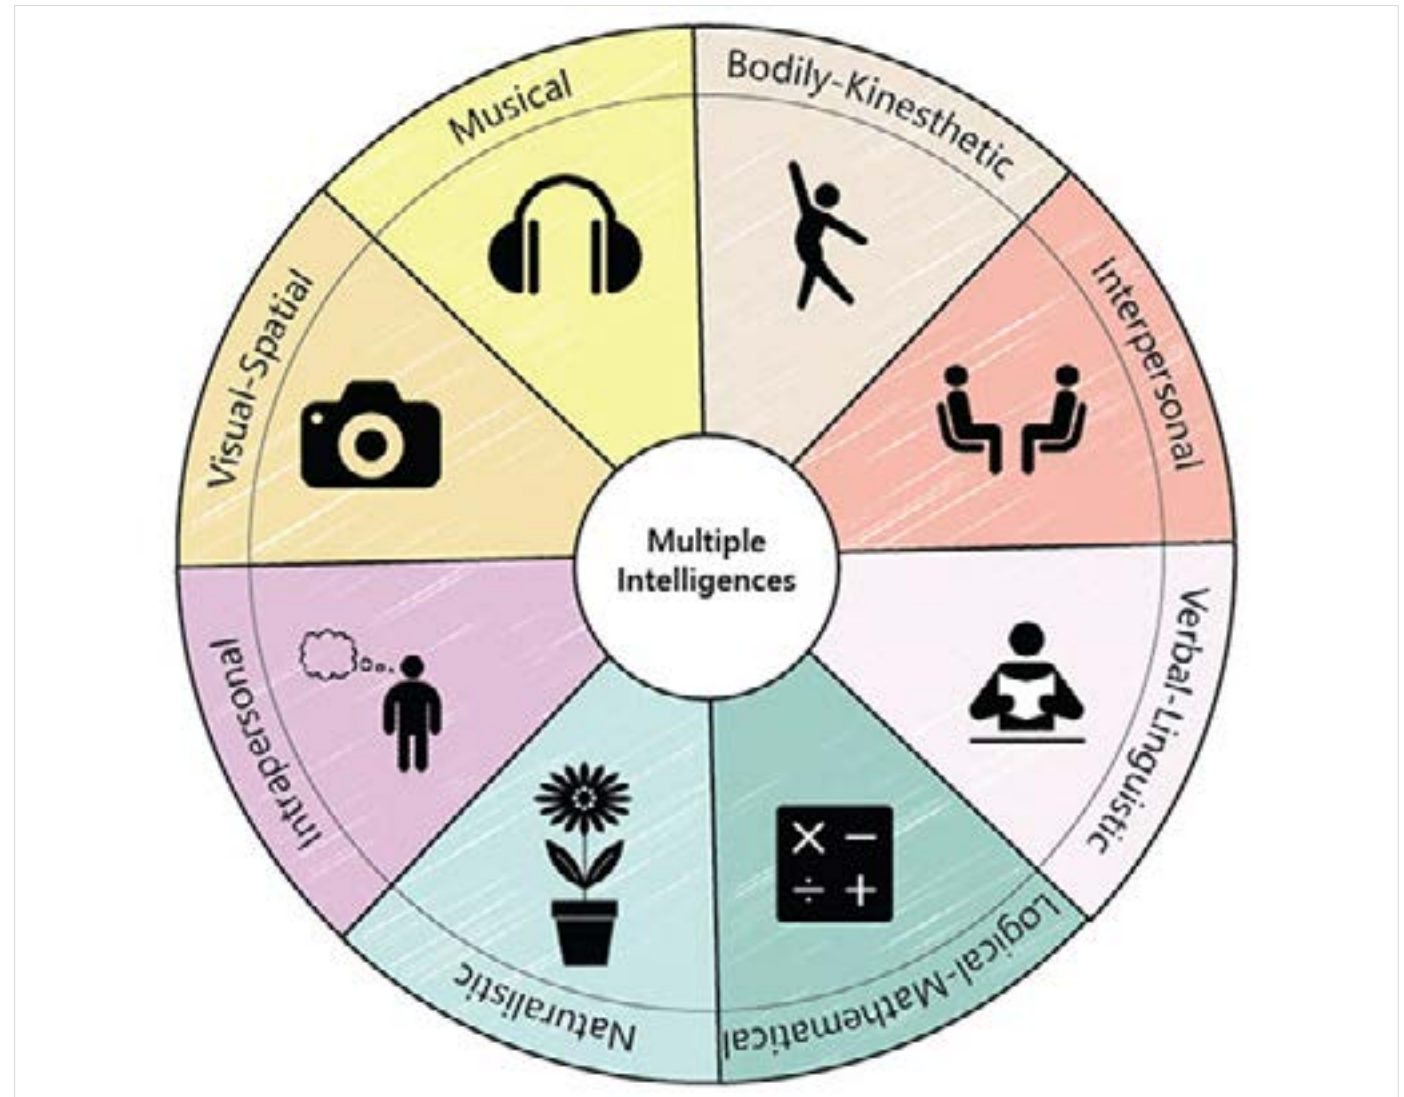 Musical
Bodily-Kinesthetic
Interpersonal
Verbal-Linguistic
Logical-Mathematical
Naturalistic
Intrapersonal
Visual-Spatial
Multiple
Intelligences